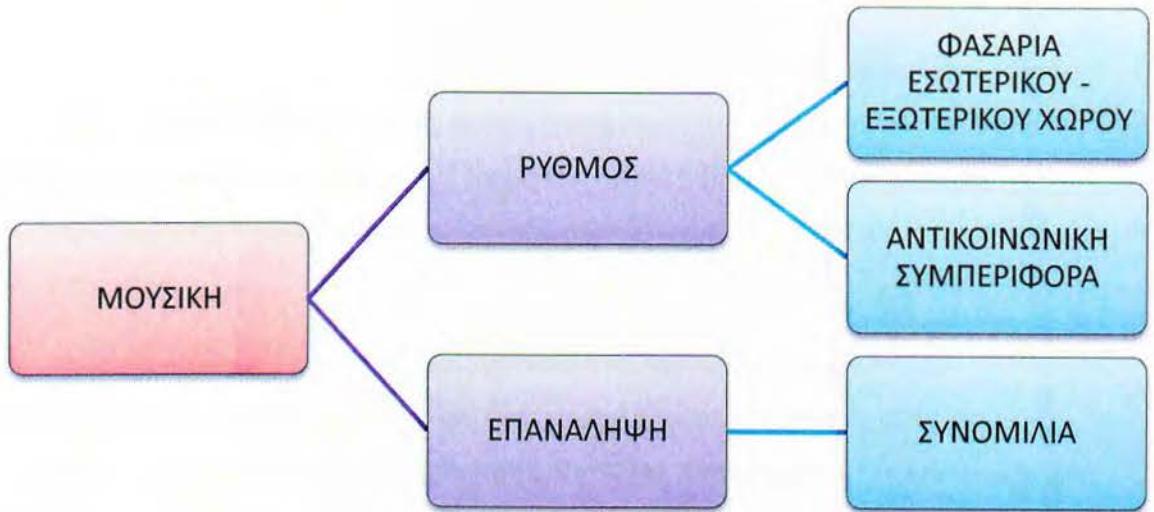 ΜΟΥΣΙΚΗ
ΡΥΘΜΟΣ
ΕΠΑΝΑΛΗΨΗ
ΦΑΣΑΡΙΑ
ΕΣΩΤΕΡΙΚΟΥ -
ΕΞΩΤΕΡΙΚΟΥ ΧΩΡΟΥ
ΑΝΤΙΚΟΙΝΩΝΙΚΗ
ΣΥΜΠΕΡΙΦΟΡΑ
ΣΥΝΟΜΙΛΙΑ